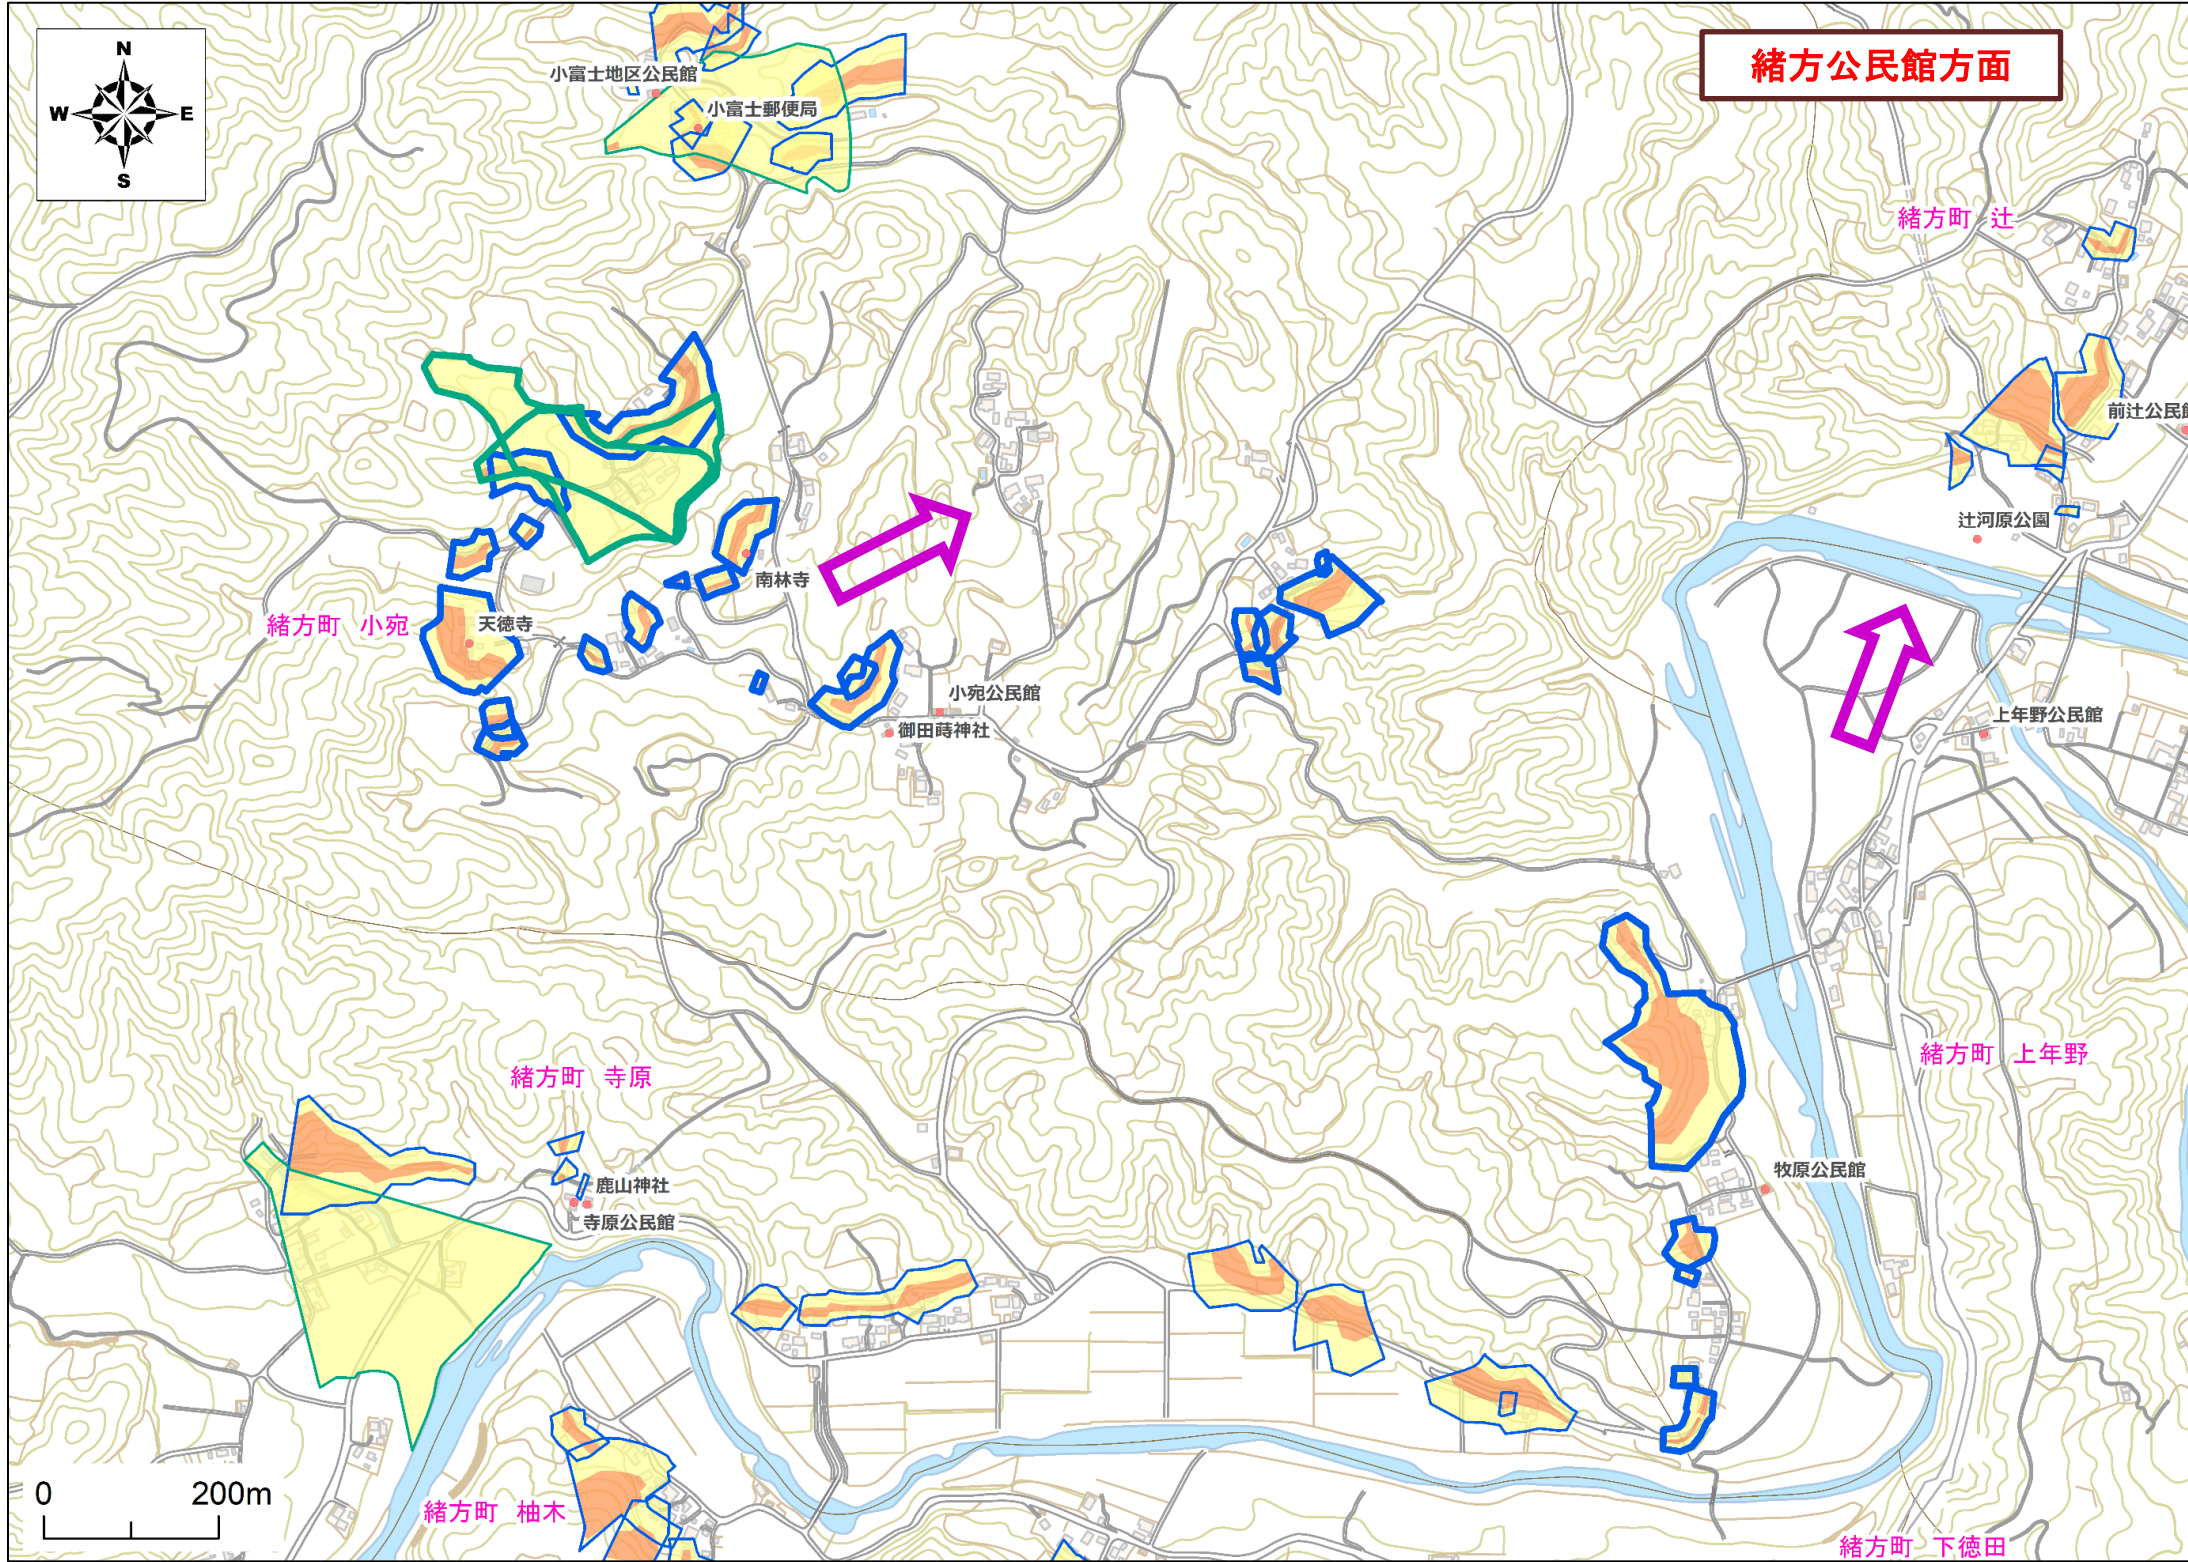 緒方公民館方面
N
W
E
S
小富士地区公民館
小富士郵便局
緒方町 辻
前辻公民館
辻河原公園
南林寺
緒方町 小宛
天徳寺
小宛公民館
御田蒔神社
上年野公民館
緒方町 上年野
緒方町 寺原
牧原公民館
鹿山神社
寺原公民館
0 200m
緒方町 柚木
緒方町 下徳田